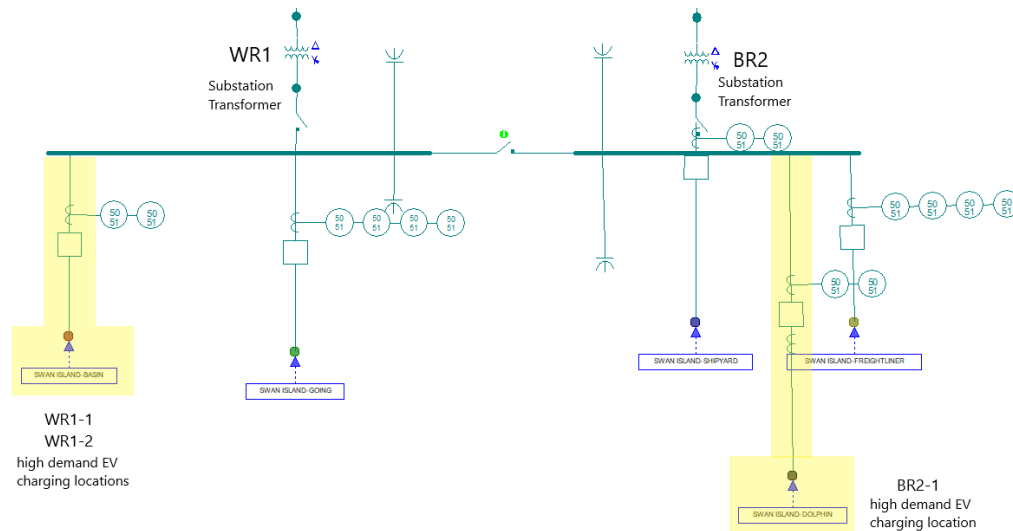 WR1
Substation
Transformer
BR2
Substation
Transformer
50
51
50
51
50
51
50
51
50
51
50
51
50
51
50
51
50
51
50
51
50
51
50
51
50
51
50
51
SWAN ISLAND-BASIN
SWAN ISLAND-GOING
SWAN ISLAND-SHIPYARD
SWAN ISLAND-FREIGHTLINER
WR1-1
WR1-2
high demand EV
charging locations
SWAN ISLAND-DOLPHIN
BR2-1
high demand EV
charging location